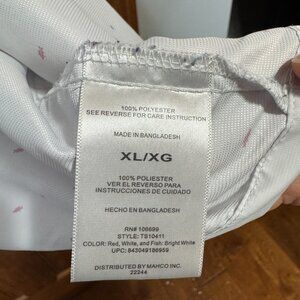 100% POLYESTER
SEE REVERSE FOR CARE INSTRUCTION
MADE IN BANGLADESH
XL/XG
100% POLIESTER
VER EL REVERSO PARA
INSTRUCCIONES DE CUIDADO
HECHO EN BANGLADESH
RN# 108699
STYLE: TS10411
COLOR: Red, White, and Fish: Bright White
UPC: 843049186959
DISTRIBUTED BY MAHCO INC.
22244